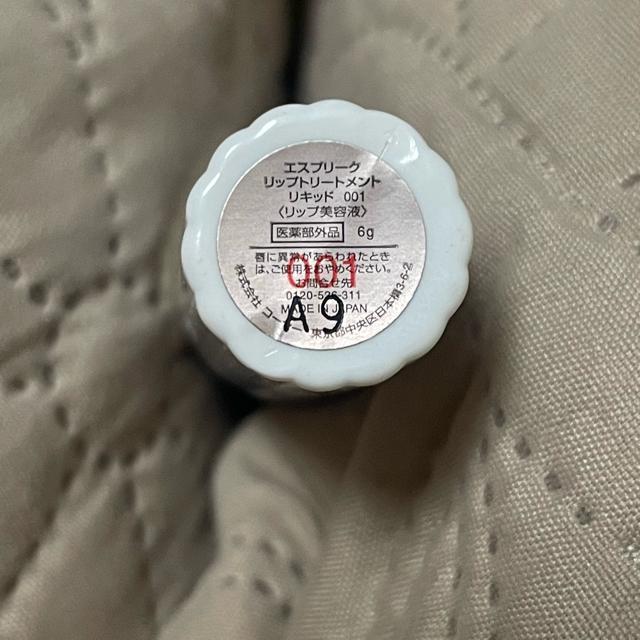 エスプリーク
リップトリートメント
リキッド 001
〈リップ美容液〉
医薬部外品 6g
唇に異常があらわれたとき
は、ご使用をおやめください。
001
お問合せ先
0120-526-311
MADE IN JAPAN
A9
株式会社 コーセー 東京都中央区日本橋3-6-2